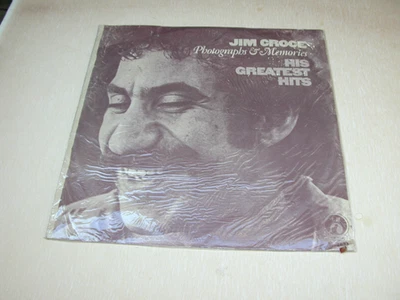 JIM CROCE
Photographs & Memories
HIS
GREATEST
HITS